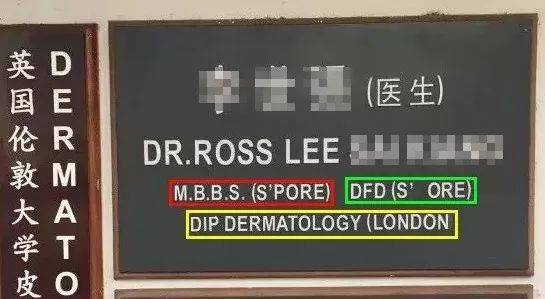 英国伦敦大学皮
DERMATO
(医生)
DR.ROSS LEE
M.B.B.S. (S'PORE) DFD (S' ORE)
DIP DERMATOLOGY (LONDON